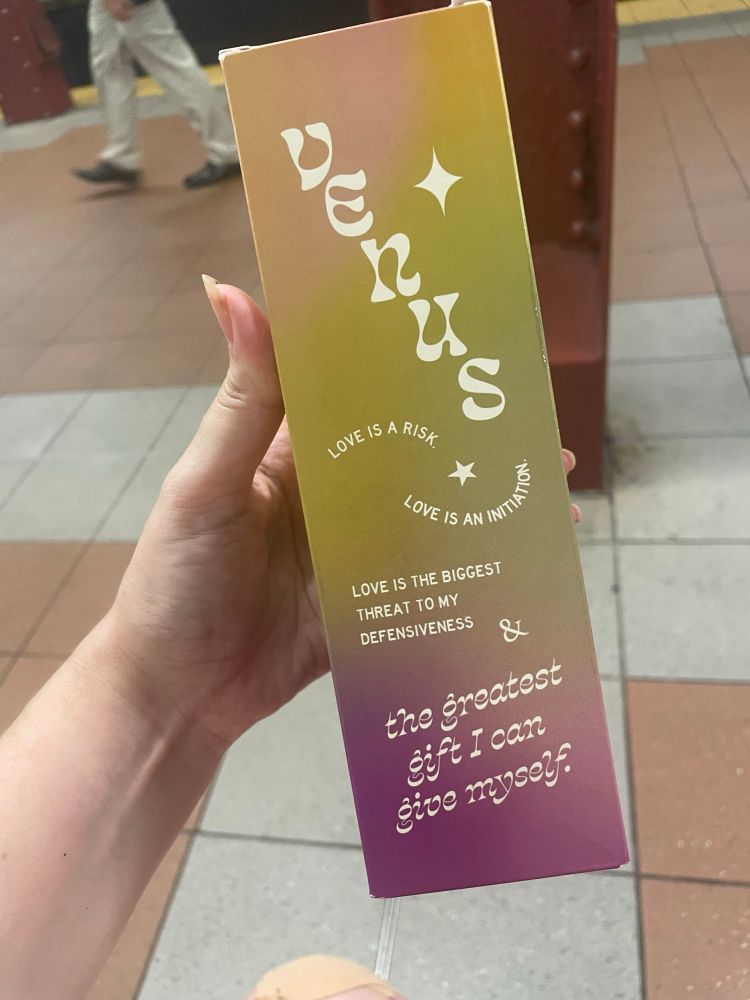 venus
LOVE IS A RISK.
LOVE IS AN INITIATION.
LOVE IS THE BIGGEST
THREAT TO MY
DEFENSIVENESS &
the greatest
gift I can
give myself.